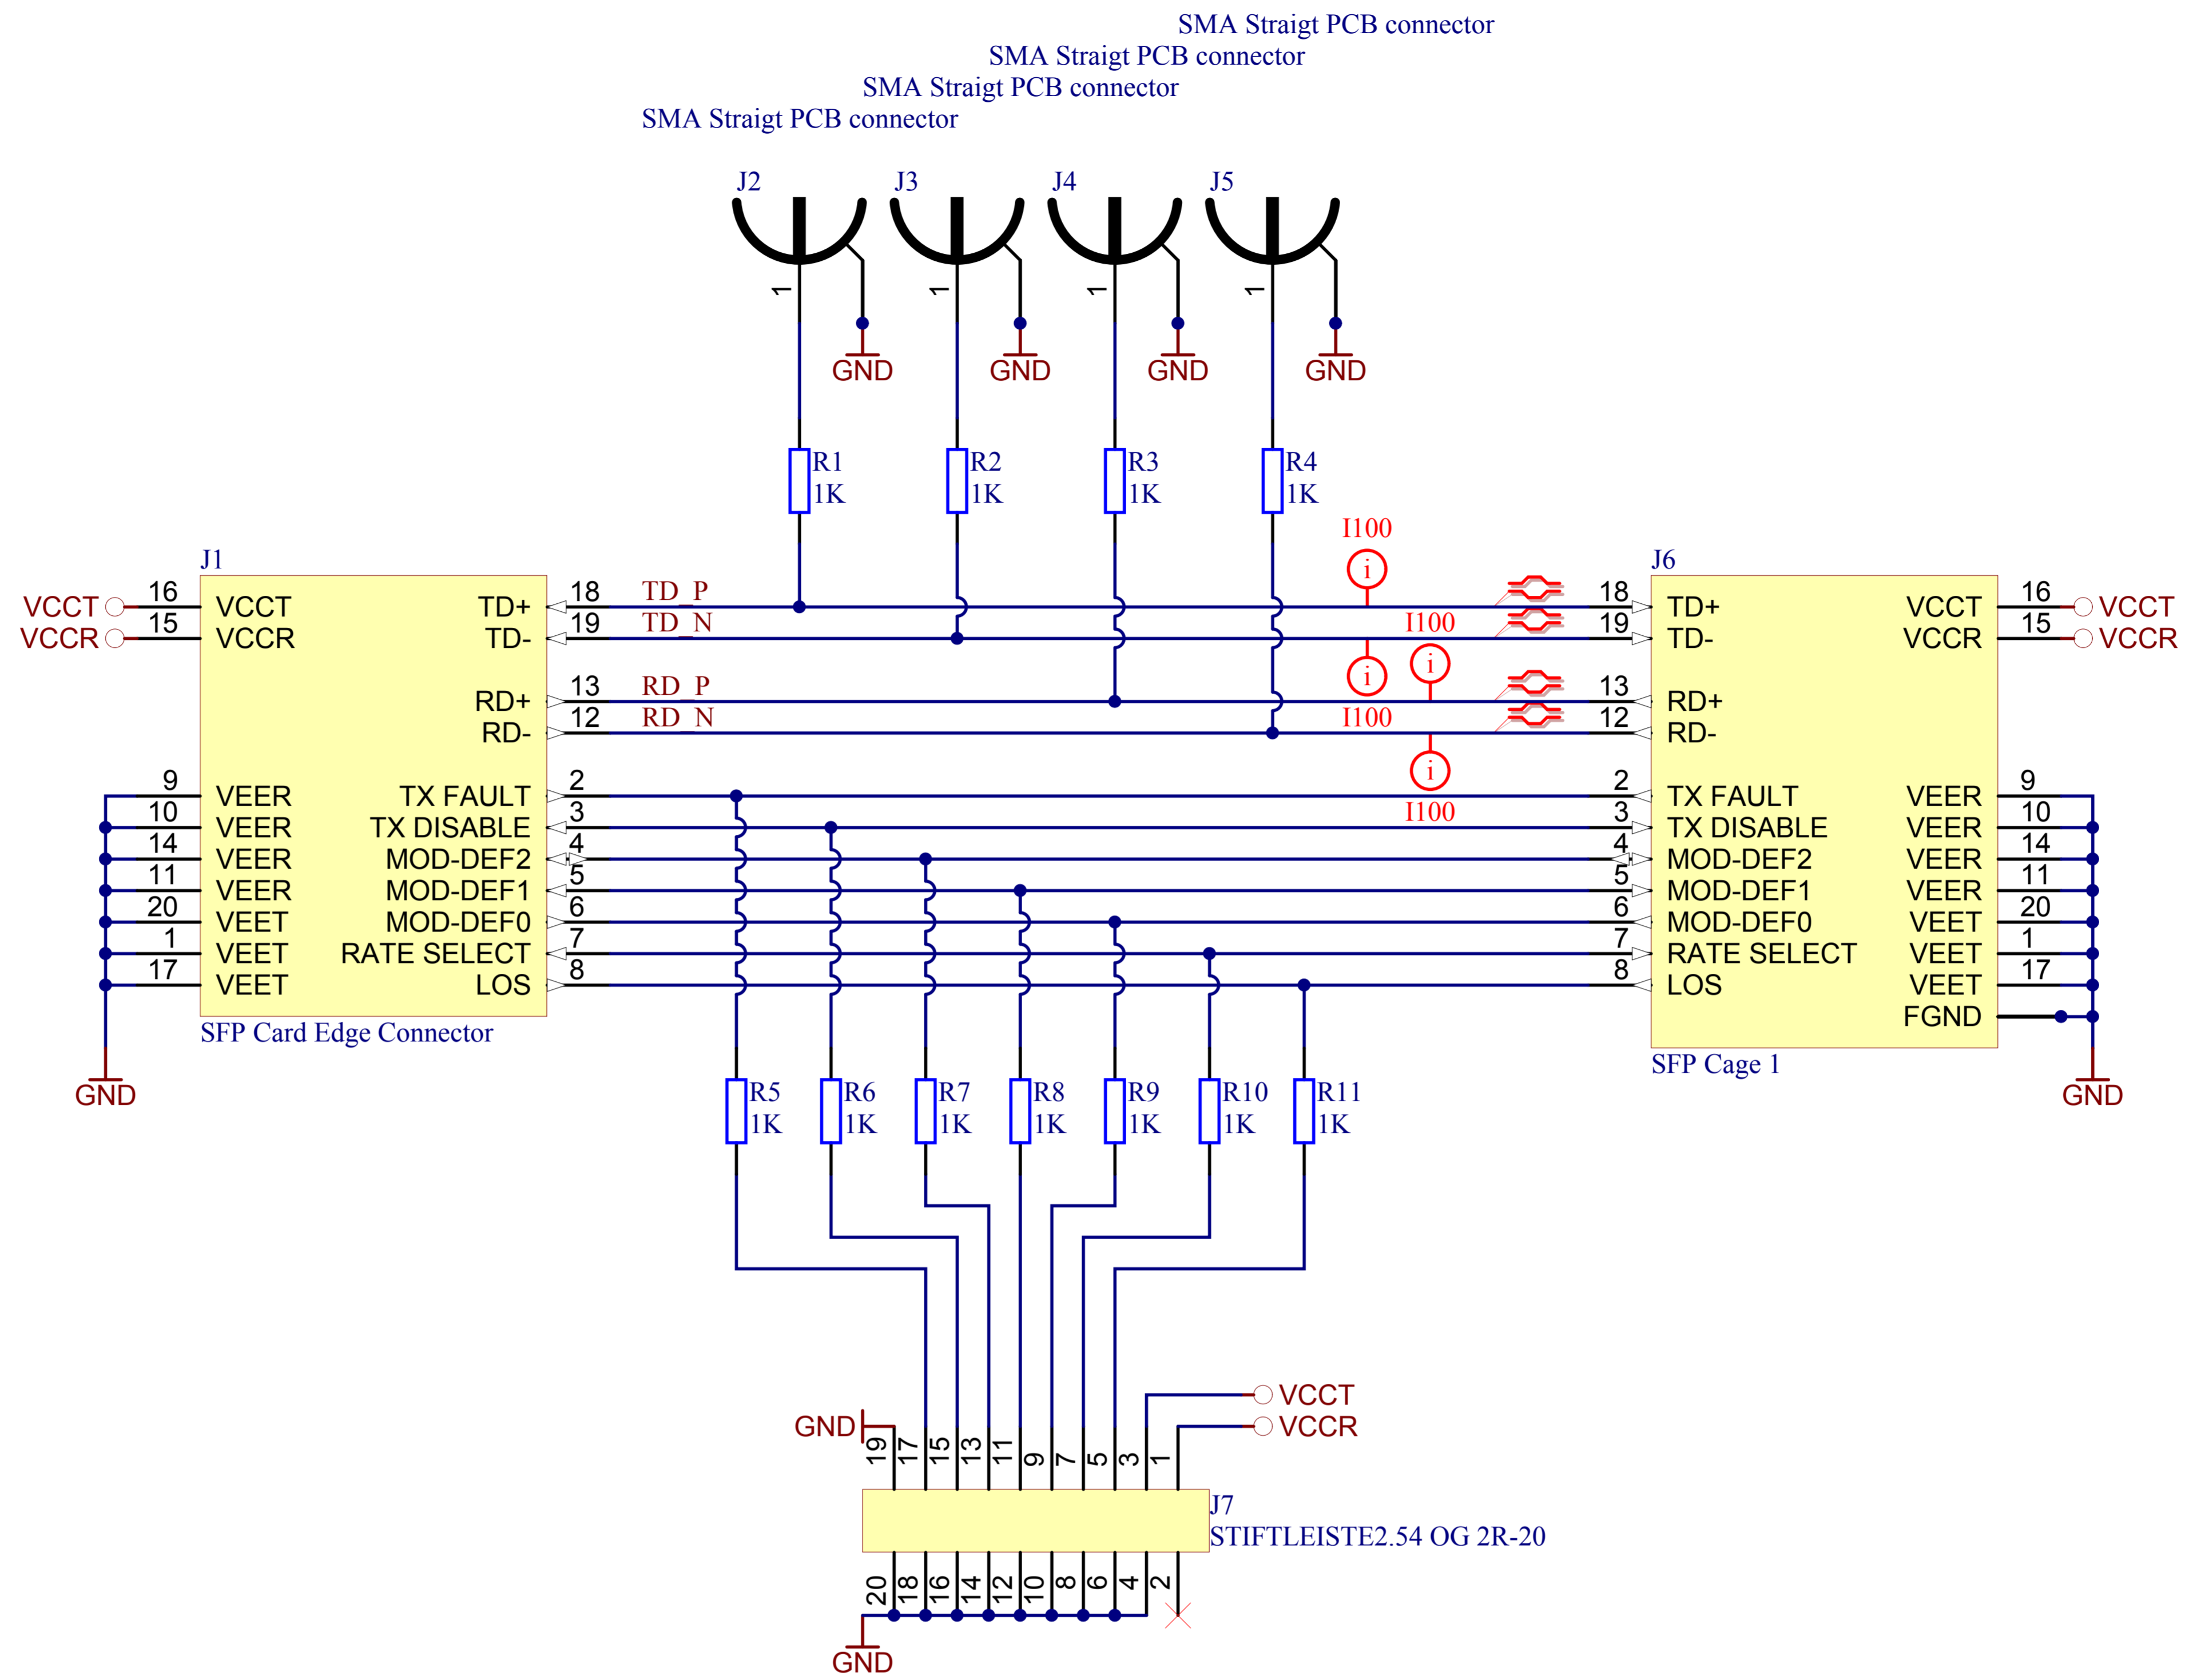 SMA Straigt PCB connector
SMA Straigt PCB connector
SMA Straigt PCB connector
SMA Straigt PCB connector
J2 J3 J4 J5
1 1 1 1
GND GND GND GND
R1 R2 R3 R4
1K 1K 1K 1K
I100
J1 J6
VCCT 16 VCCT TD+ 18 TD_P 18 TD+ VCCT 16 VCCT
VCCR 15 VCCR TD- 19 TD_N I100 19 TD- VCCR 15 VCCR
i i i i
RD+ 13 RD_P 13 RD+
RD- 12 RD_N I100 12 RD-
9 VEER TX FAULT 2 2 TX FAULT VEER 9
10 VEER TX DISABLE 3 I100 3 TX DISABLE VEER 10
14 VEER MOD-DEF2 4 4 MOD-DEF2 VEER 14
11 VEER MOD-DEF1 5 5 MOD-DEF1 VEER 11
20 VEET MOD-DEF0 6 6 MOD-DEF0 VEET 20
1 VEET RATE SELECT 7 7 RATE SELECT VEET 1
17 VEET LOS 8 8 LOS VEET 17
FGND
SFP Card Edge Connector
SFP Cage 1
GND GND
R5 R6 R7 R8 R9 R10 R11
1K 1K 1K 1K 1K 1K 1K
VCCT
GND VCCR
19 17 15 13 11 9 7 5 3 1
J7
STIFTLEISTE2.54 OG 2R-20
20 18 16 14 12 10 8 6 4 2
GND